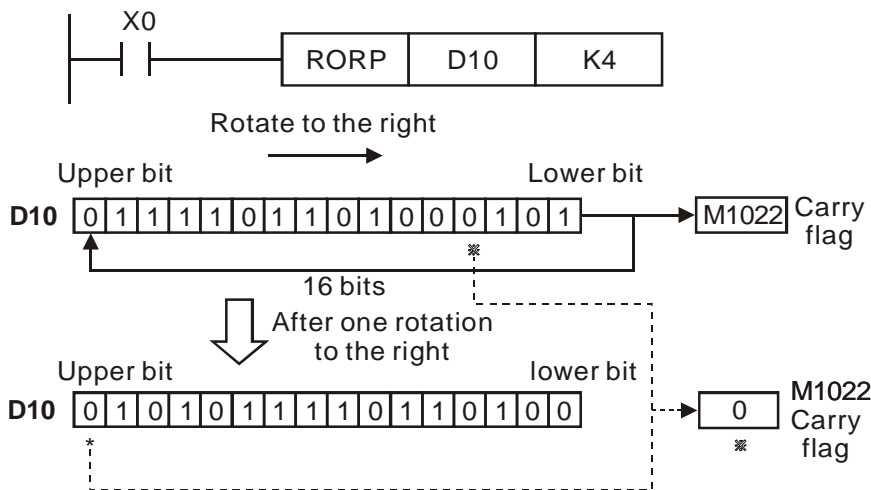 X0
RORP D10 K4
Rotate to the right
Upper bit Lower bit
D10 0 1 1 1 1 0 1 1 0 1 0 0 0 1 0 1 M1022 Carry flag
※
16 bits
After one rotation
to the right
Upper bit lower bit
D10 0 1 0 1 0 1 1 1 1 0 1 1 0 1 0 0 0 M1022
Carry
flag
* ※